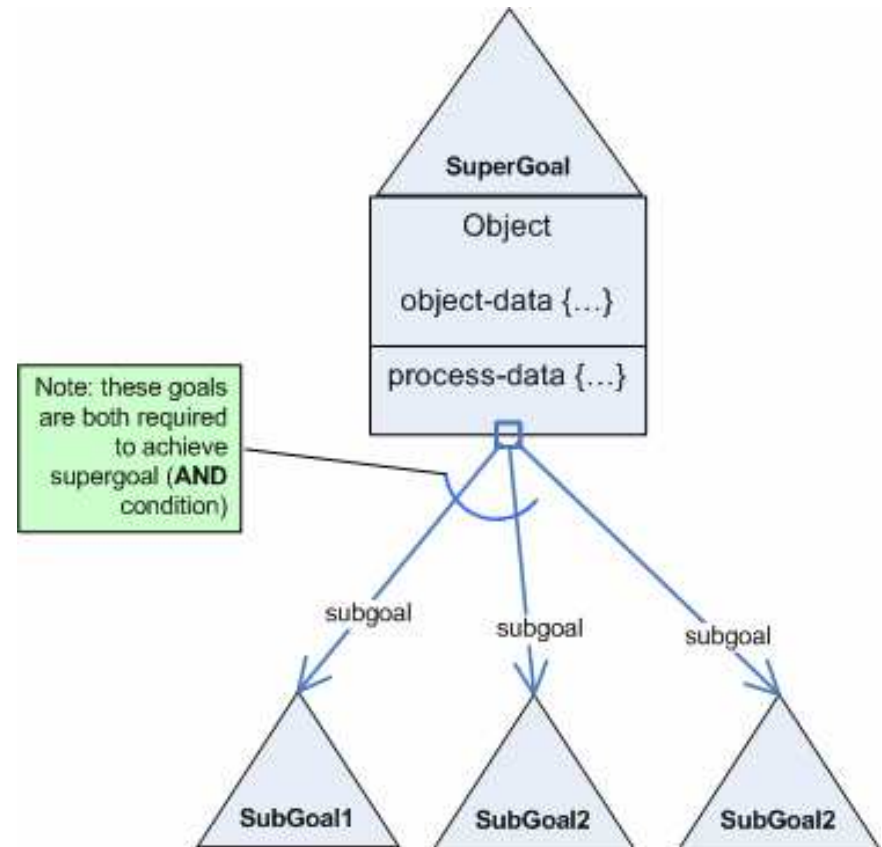 SuperGoal
Object
object-data {...}
process-data {...}
Note: these goals
are both required
to achieve
supergoal (AND
condition)
subgoal
subgoal
subgoal
SubGoal1
SubGoal2
SubGoal2